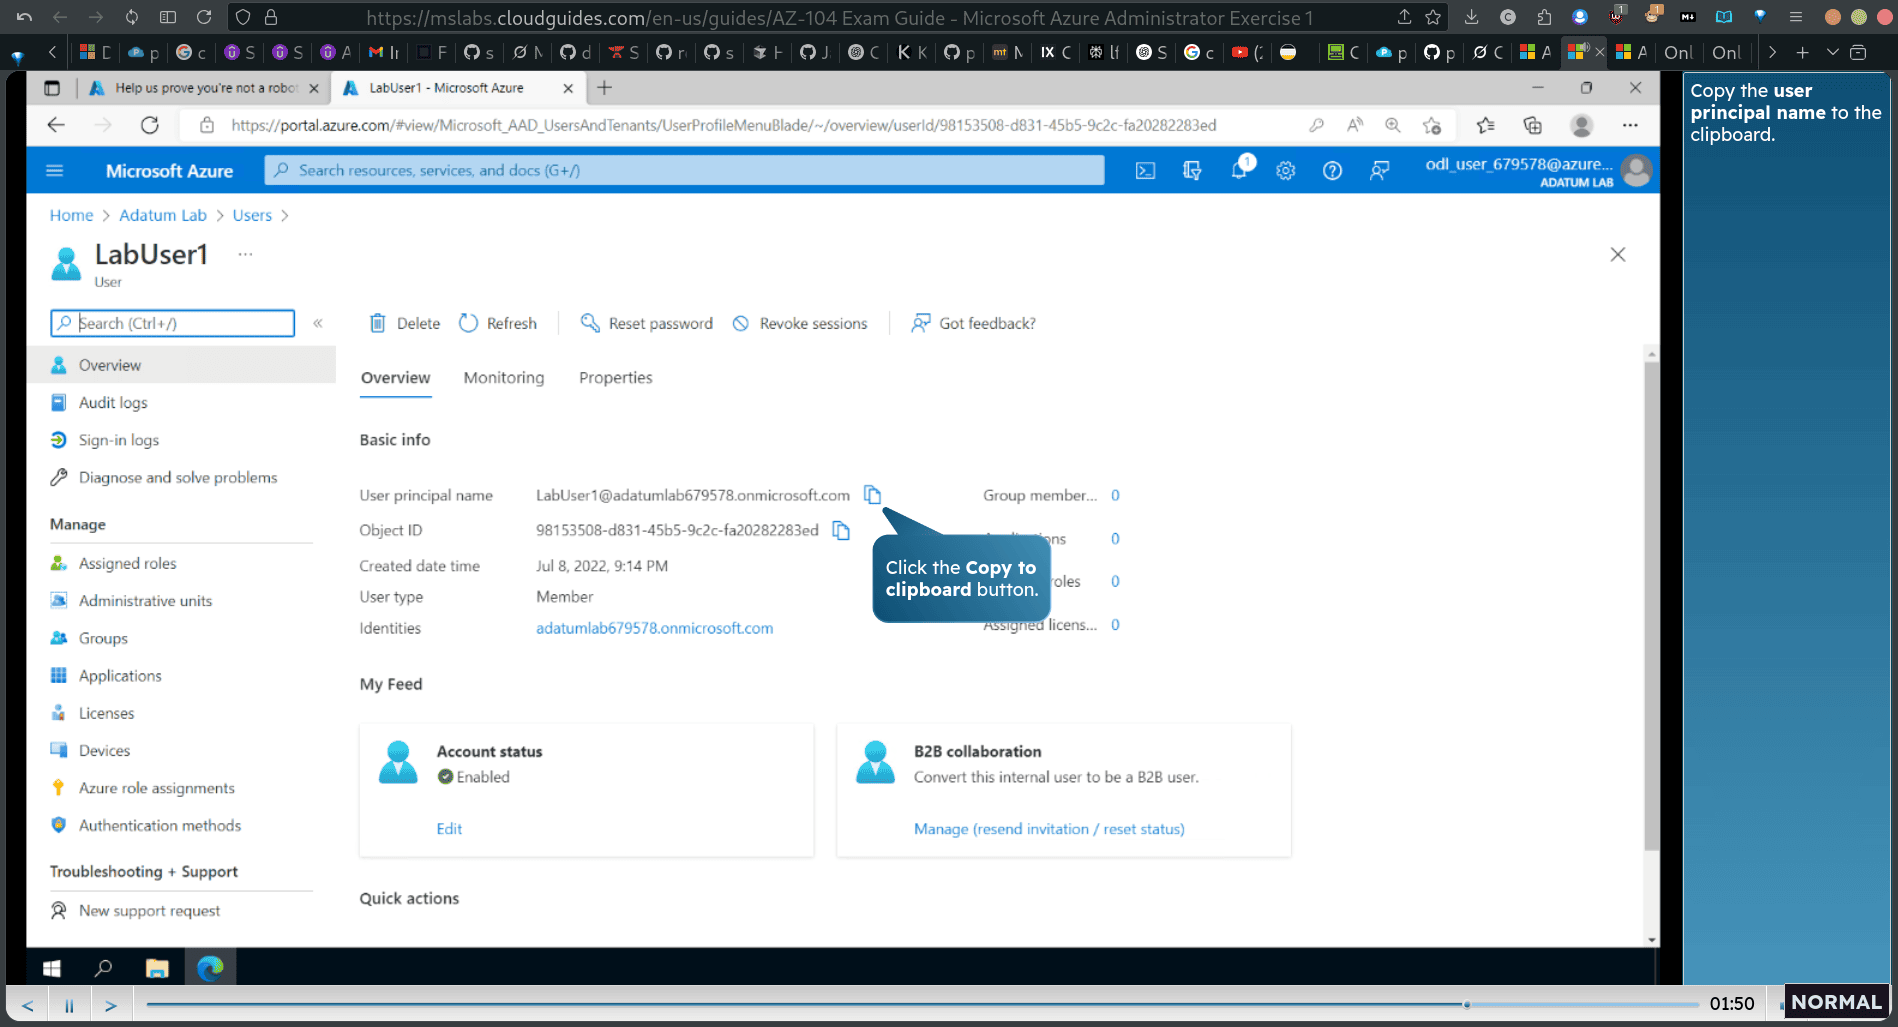 https://mslabs.cloudguides.com/en-us/guides/AZ-104 Exam Guide - Microsoft Azure Administrator Exercise 1
Help us prove you're not a robot
LabUser1 - Microsoft Azure
https://portal.azure.com/#view/Microsoft_AAD_UsersAndTenants/UserProfileMenuBlade/~/overview/userId/98153508-d831-45b5-9c2c-fa20282283ed
Microsoft Azure
Search resources, services, and docs (G+/)
1
odl_user_679578@azure...
ADATUM LAB
Home > Adatum Lab > Users >
LabUser1 ...
User
Search (Ctrl+/)
«
Delete
Refresh
Reset password
Revoke sessions
Got feedback?
Overview
Audit logs
Sign-in logs
Diagnose and solve problems
Manage
Assigned roles
Administrative units
Groups
Applications
Licenses
Devices
Azure role assignments
Authentication methods
Troubleshooting + Support
New support request
Overview
Monitoring
Properties
Basic info
User principal name LabUser1@adatumlab679578.onmicrosoft.com
Object ID 98153508-d831-45b5-9c2c-fa20282283ed
Created date time Jul 8, 2022, 9:14 PM
User type Member
Identities adatumlab679578.onmicrosoft.com
Group member... 0
0
0
Assigned licens... 0
Click the Copy to
clipboard button.
My Feed
Account status
Enabled
Edit
B2B collaboration
Convert this internal user to be a B2B user.
Manage (resend invitation / reset status)
Quick actions
Copy the user
principal name to the
clipboard.
01:50
NORMAL